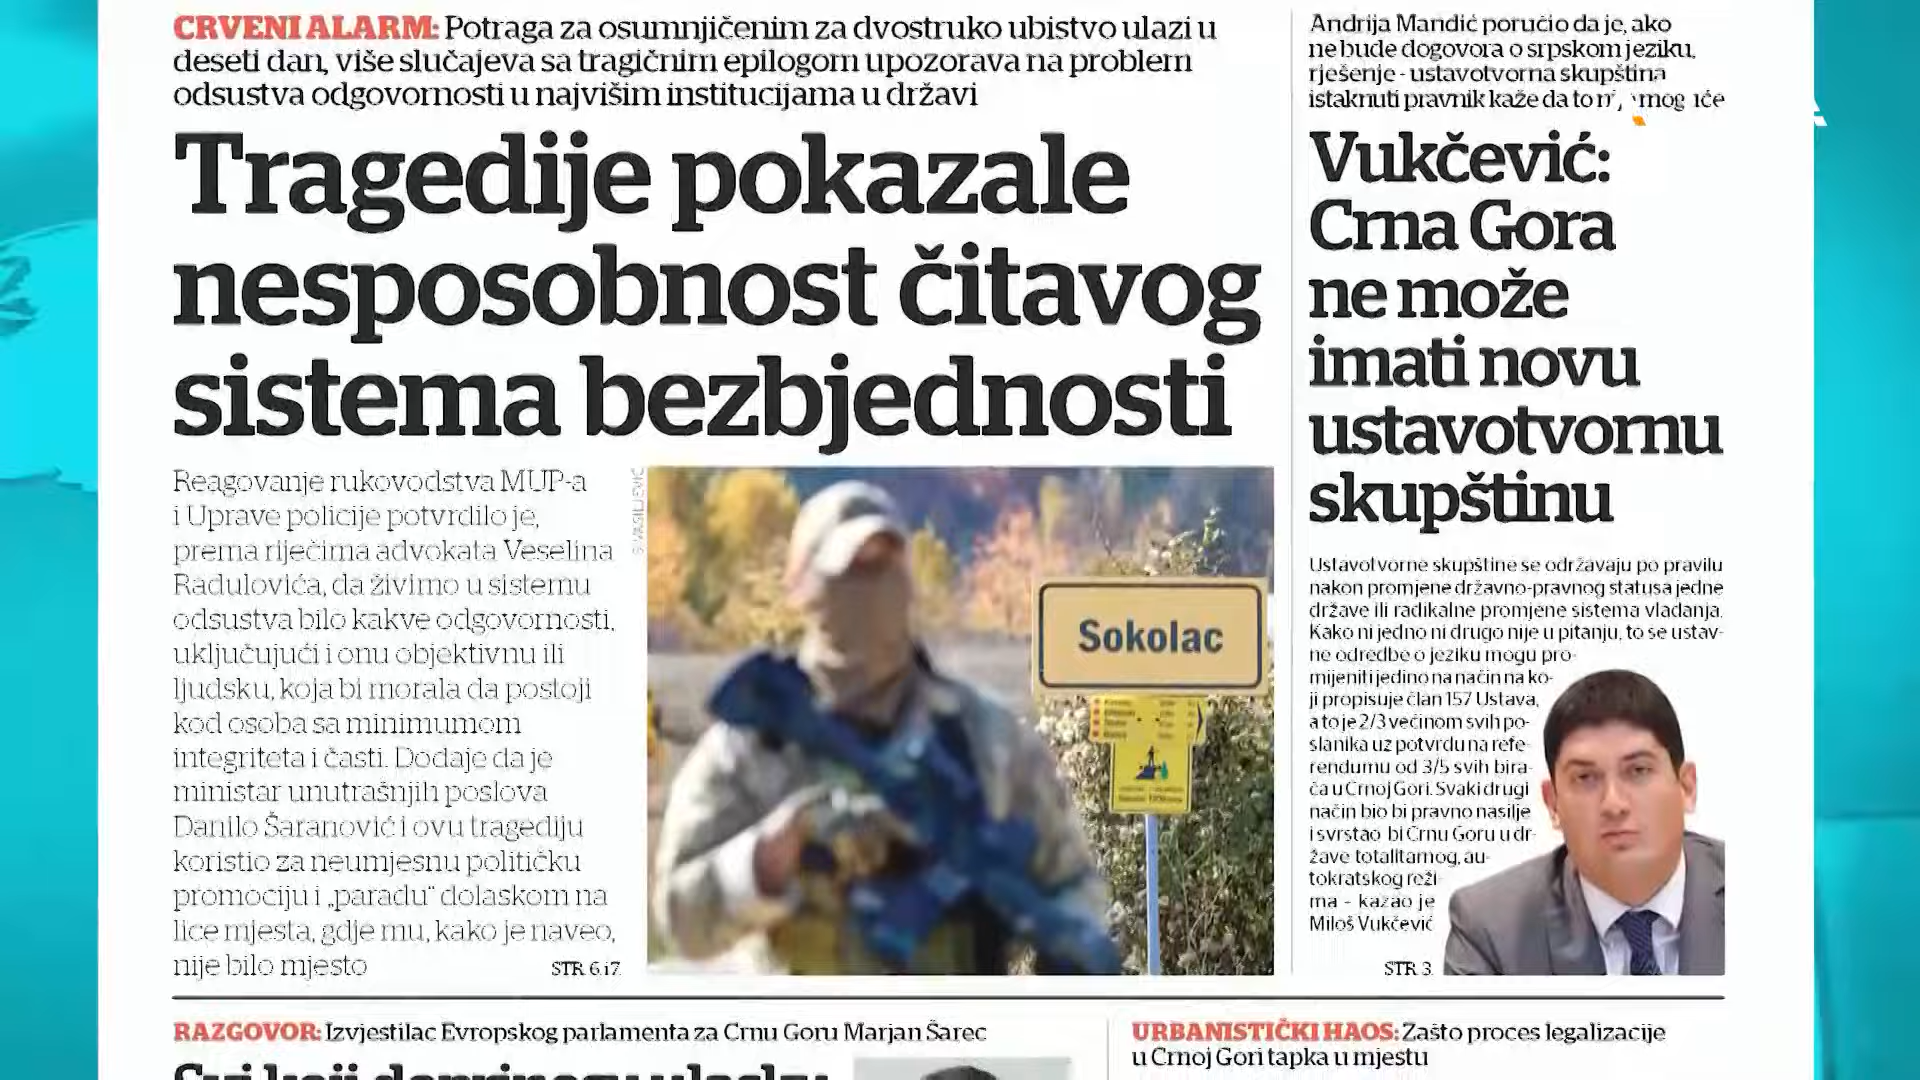 CRVENI ALARM: Potraga za osumnjičenim za dvostruko ubistvo ulazi u
deseti dan, više slučajeva sa tragičnim epilogom upozorava na problem
odsustva odgovornosti u najvišim institucijama u državi
Tragedije pokazale
nesposobnost čitavog
sistema bezbjednosti
Reagovanje rukovodstva MUP-a
i Uprave policije potvrdilo je,
prema riječima advokata Veselina
Radulovića, da živimo u sistemu
odsustva bilo kakve odgovornosti,
uključujući i onu objektivnu ili
ljudsku, koja bi morala da postoji
kod osoba sa minimumom
integriteta i časti. Dodaje da je
ministar unutrašnjih poslova
Danilo Šaranović i ovu tragediju
koristio za neumjesnu političku
promociju i „paradu“ dolaskom na
lice mjesta, gdje mu, kako je naveo,
nije bilo mjesto
STR 6.i7.
S. VASILJEVIĆ
Sokolac
Andrija Mandić poručio da je, ako
ne bude dogovora o srpskom jeziku,
rješenje - ustavotvorna skupština
istaknuti pravnik kaže da to
Vukčević:
Crna Gora
ne može
imati novu
ustavotvornu
skupštinu
Ustavotvorne skupštine se održavaju po pravilu
nakon promjene državno-pravnog statusa jedne
države ili radikalne promjene sistema vladanja.
Kako ni jedno ni drugo nije u pitanju, to se ustav-
ne odredbe o jeziku mogu pro-
mijeniti jedino na način na ko-
ji propisuje član 157 Ustava,
a to je 2/3 većinom svih po-
slanika uz potvrdu na refe-
rendumu od 3/5 svih bira-
ča u Crnoj Gori. Svaki drugi
način bio bi pravno nasilje
i svrstao bi Crnu Goru u dr-
žave totalitarnog, au-
tokratskog reži-
ma - kazao je
Miloš Vukčević
STR 3.
RAZGOVOR: Izvjestilac Evropskog parlamenta za Crnu Goru Marjan Šarec
URBANISTIČKI HAOS: Zašto proces legalizacije
u Crnoj Gori tapka u mjestu